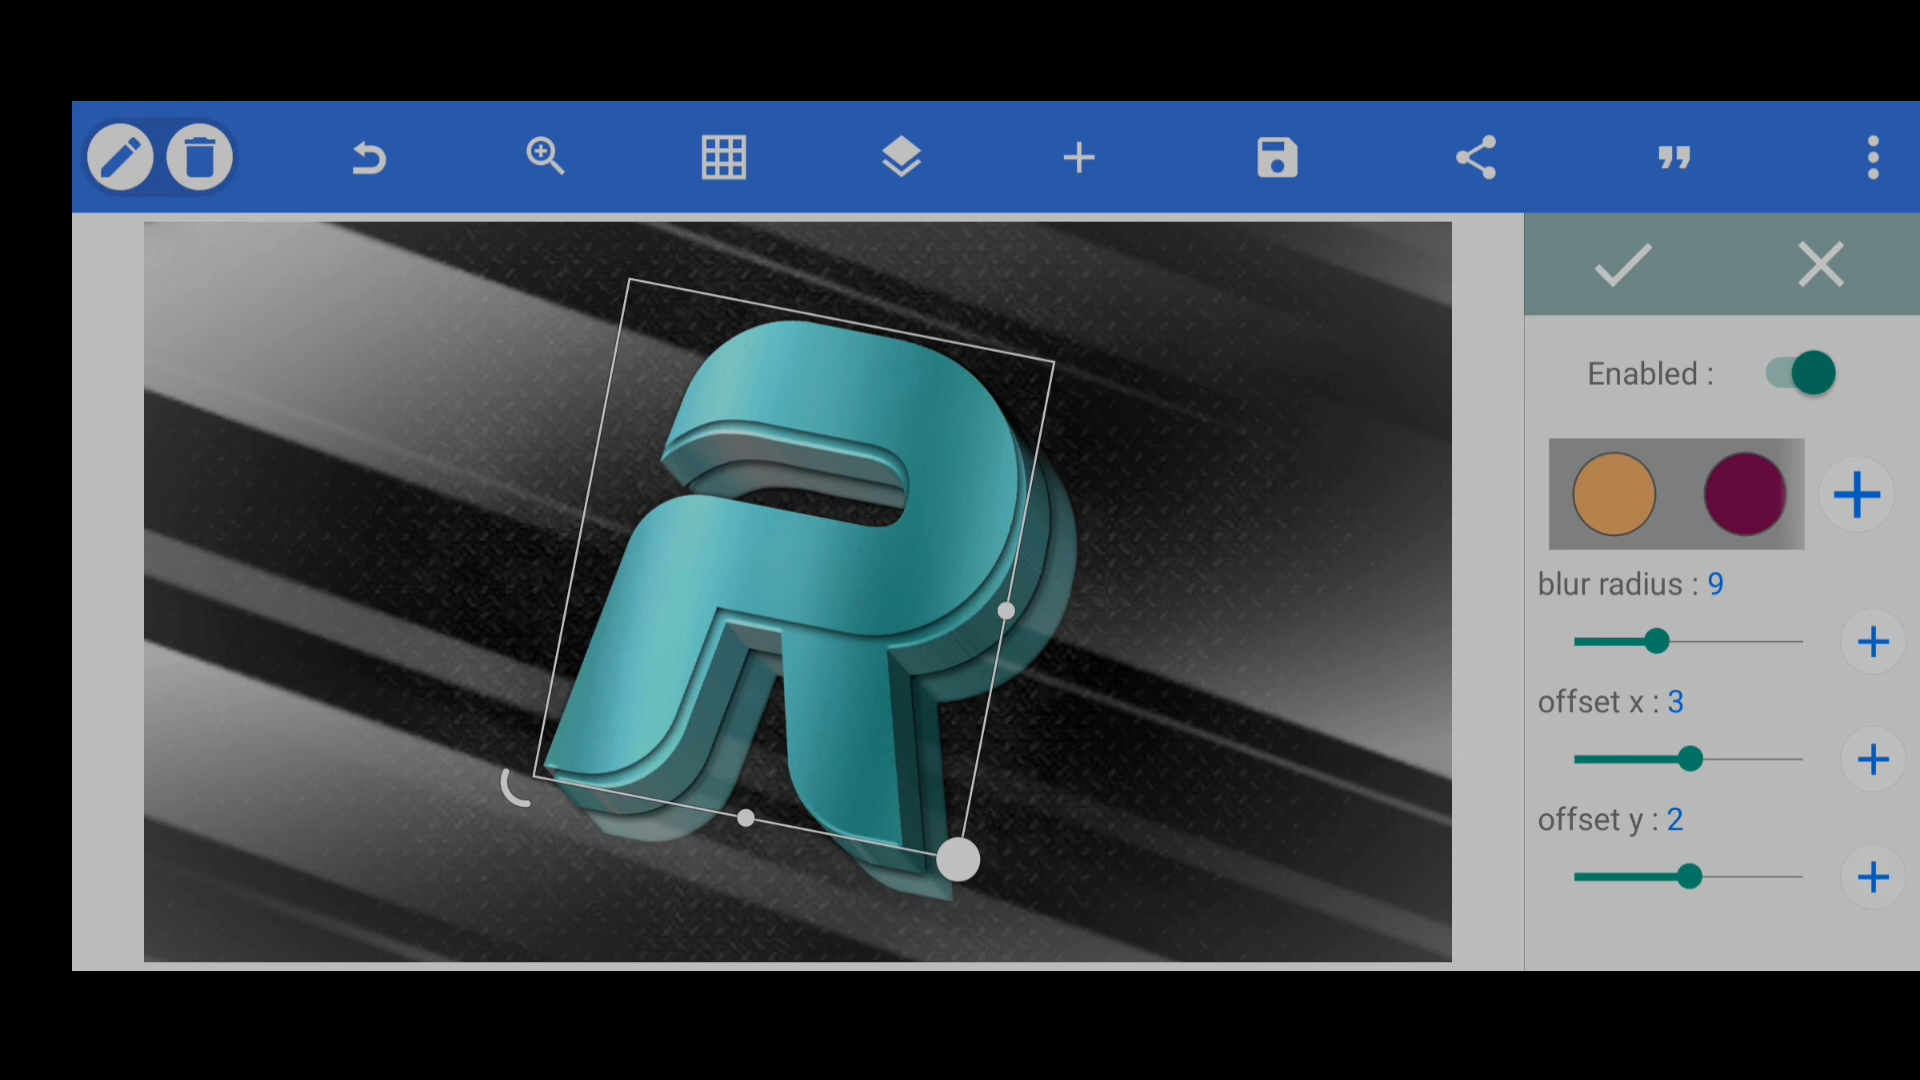 R
Enabled :
blur radius : 9
offset x : 3
offset y : 2